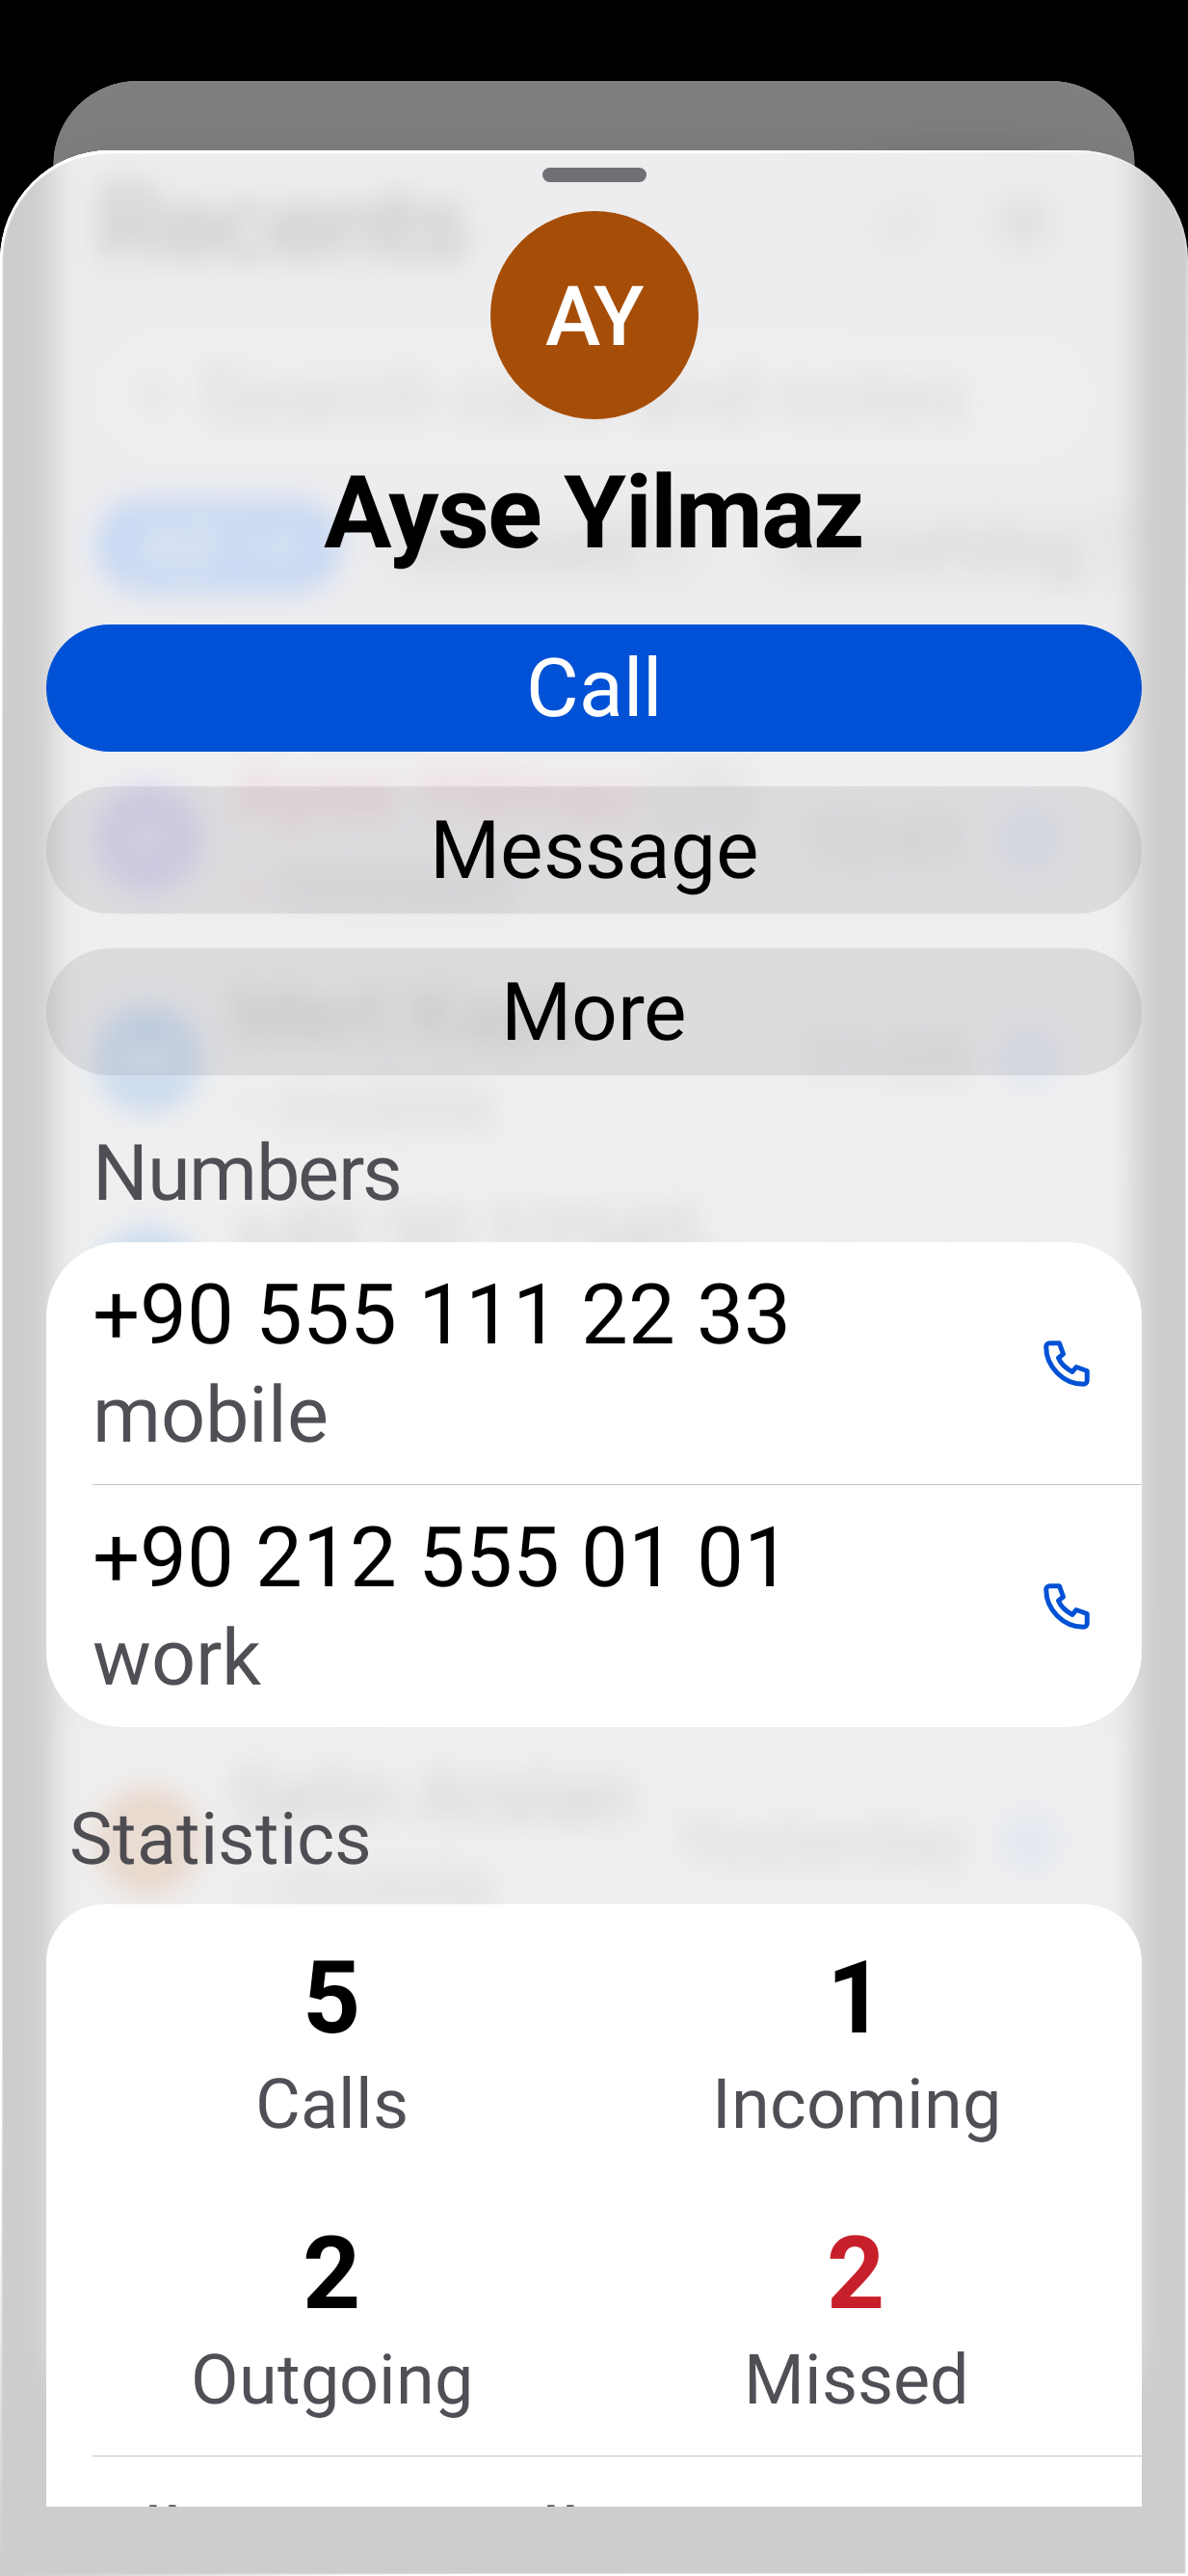 Recents
AY
Ayse Yilmaz
Call
Message
More
Numbers
+90 555 111 22 33
mobile
+90 212 555 01 01
work
Statistics
5
Calls
1
Incoming
2
Outgoing
2
Missed